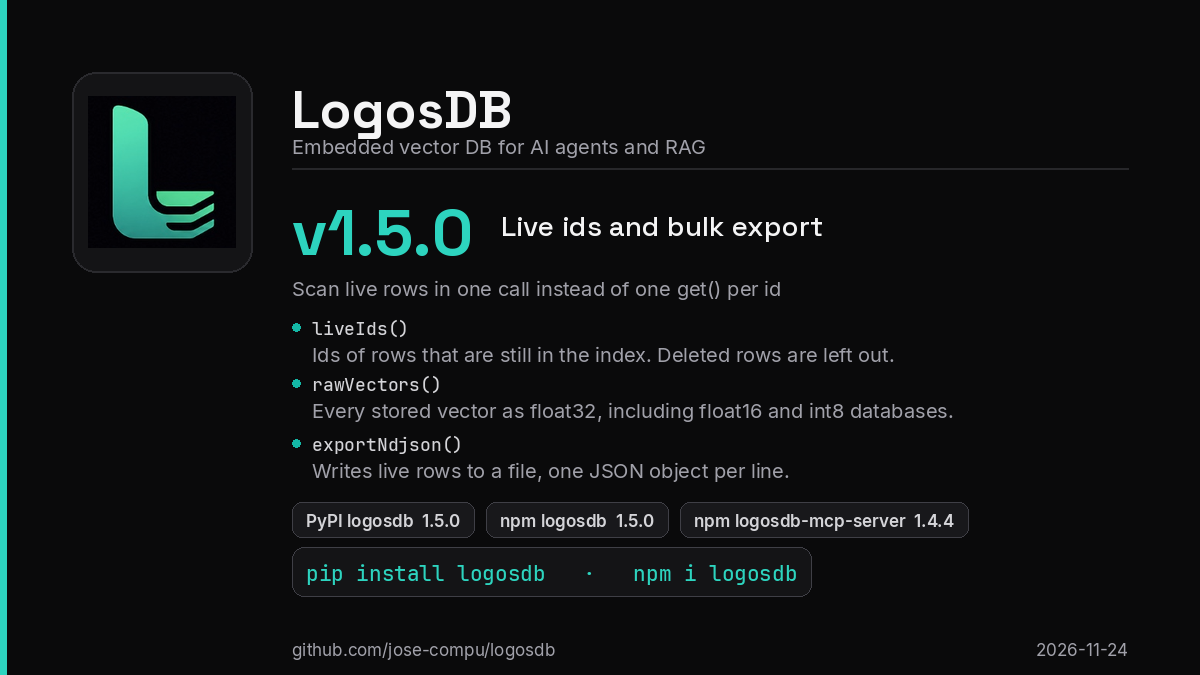 LogosDB
Embedded vector DB for AI agents and RAG
v1.5.0 Live ids and bulk export
Scan live rows in one call instead of one get() per id
liveIds()
Ids of rows that are still in the index. Deleted rows are left out.
rawVectors()
Every stored vector as float32, including float16 and int8 databases.
exportNdjson()
Writes live rows to a file, one JSON object per line.
PyPI logosdb 1.5.0 npm logosdb 1.5.0 npm logosdb-mcp-server 1.4.4
pip install logosdb · npm i logosdb
github.com/jose-compu/logosdb 2026-11-24